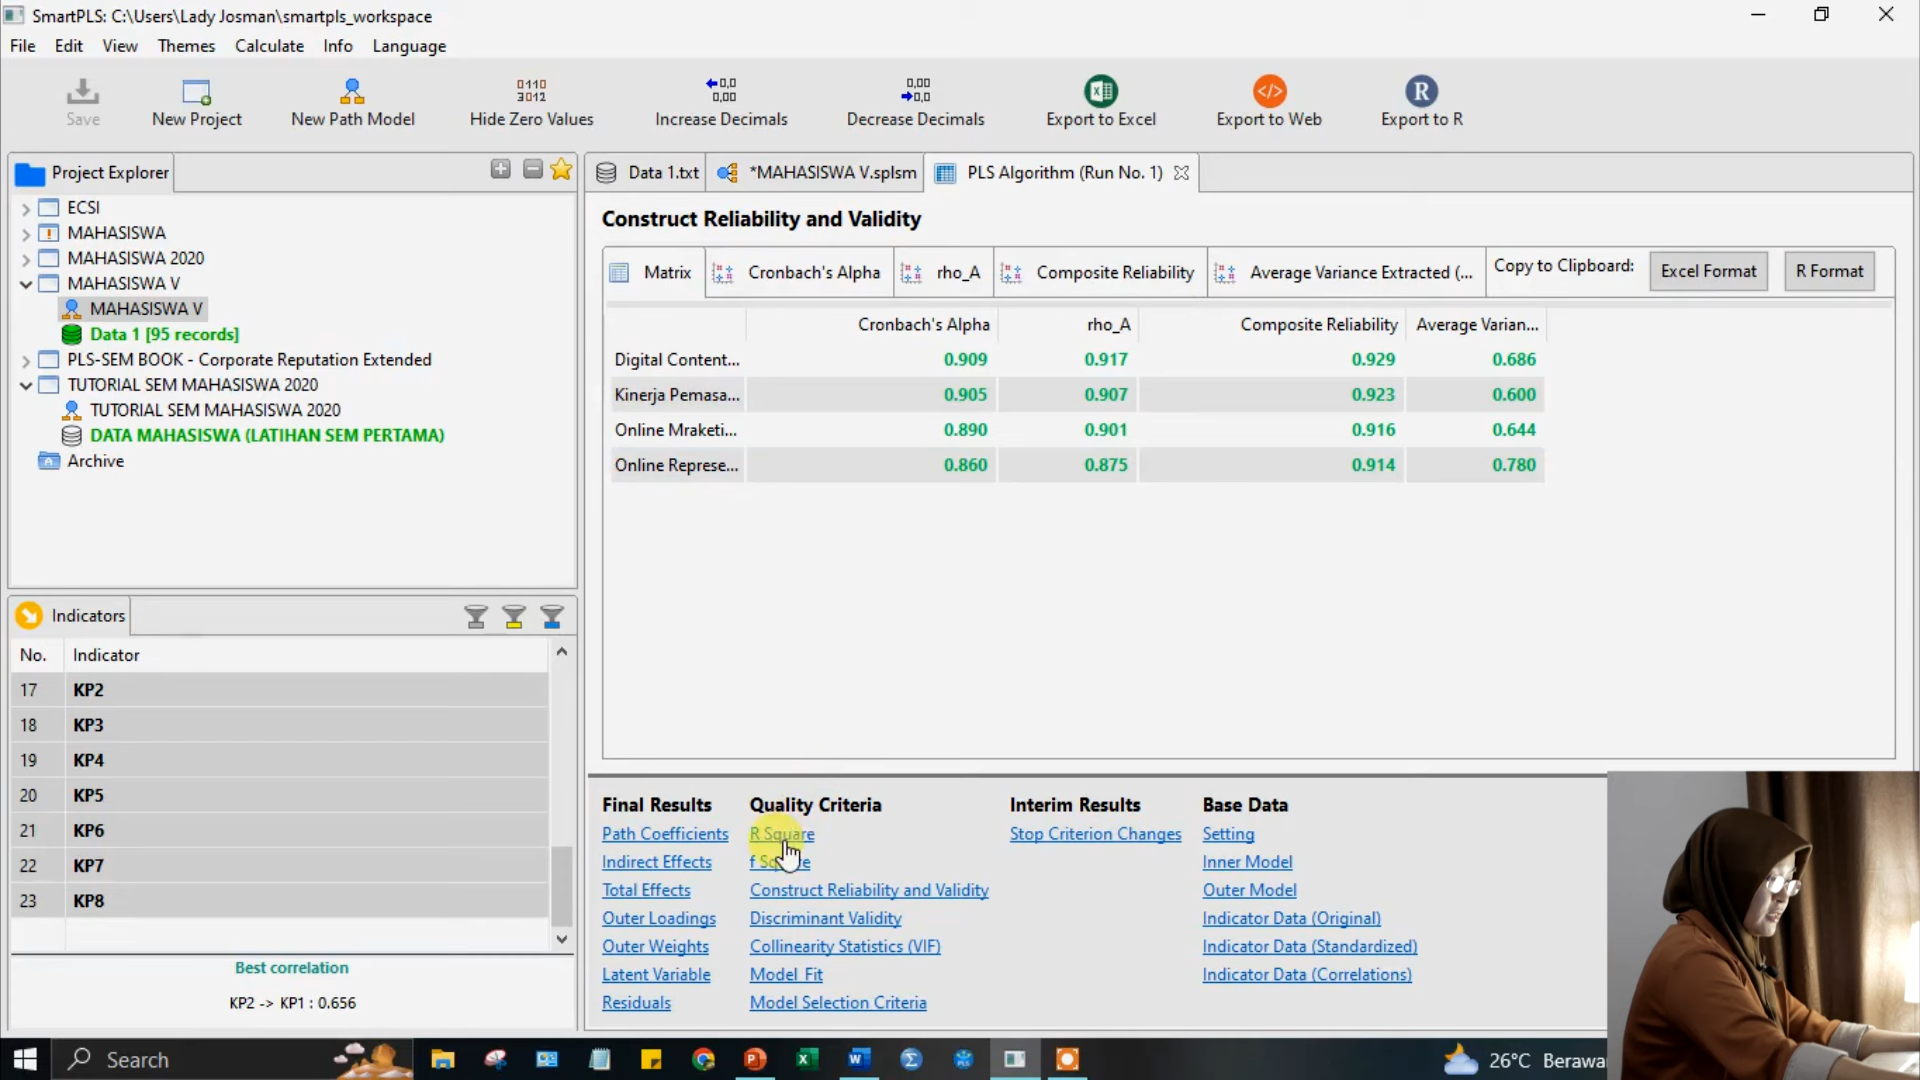 SmartPLS: C:\Users\Lady Josman\smartpls_workspace
File Edit View Themes Calculate Info Language
Save New Project New Path Model Hide Zero Values Increase Decimals Decrease Decimals Export to Excel Export to Web Export to R
Project Explorer
ECSI
MAHASISWA
MAHASISWA 2020
MAHASISWA V
MAHASISWA V
Data 1 [95 records]
PLS-SEM BOOK - Corporate Reputation Extended
TUTORIAL SEM MAHASISWA 2020
TUTORIAL SEM MAHASISWA 2020
DATA MAHASISWA (LATIHAN SEM PERTAMA)
Archive
Indicators
No. Indicator
17 KP2
18 KP3
19 KP4
20 KP5
21 KP6
22 KP7
23 KP8
Best correlation
KP2 -> KP1 : 0.656
Data 1.txt *MAHASISWA V.splsm PLS Algorithm (Run No. 1)
Construct Reliability and Validity
Matrix Cronbach's Alpha rho_A Composite Reliability Average Variance Extracted (... Copy to Clipboard: Excel Format R Format
Cronbach's Alpha rho_A Composite Reliability Average Varian...
Digital Content... 0.909 0.917 0.929 0.686
Kinerja Pemasa... 0.905 0.907 0.923 0.600
Online Mraketi... 0.890 0.901 0.916 0.644
Online Represe... 0.860 0.875 0.914 0.780
Final Results Quality Criteria Interim Results Base Data
Path Coefficients R Square Stop Criterion Changes Setting
Indirect Effects f Square Inner Model
Total Effects Construct Reliability and Validity Outer Model
Outer Loadings Discriminant Validity Indicator Data (Original)
Outer Weights Collinearity Statistics (VIF) Indicator Data (Standardized)
Latent Variable Model_Fit Indicator Data (Correlations)
Residuals Model Selection Criteria
Search 26°C